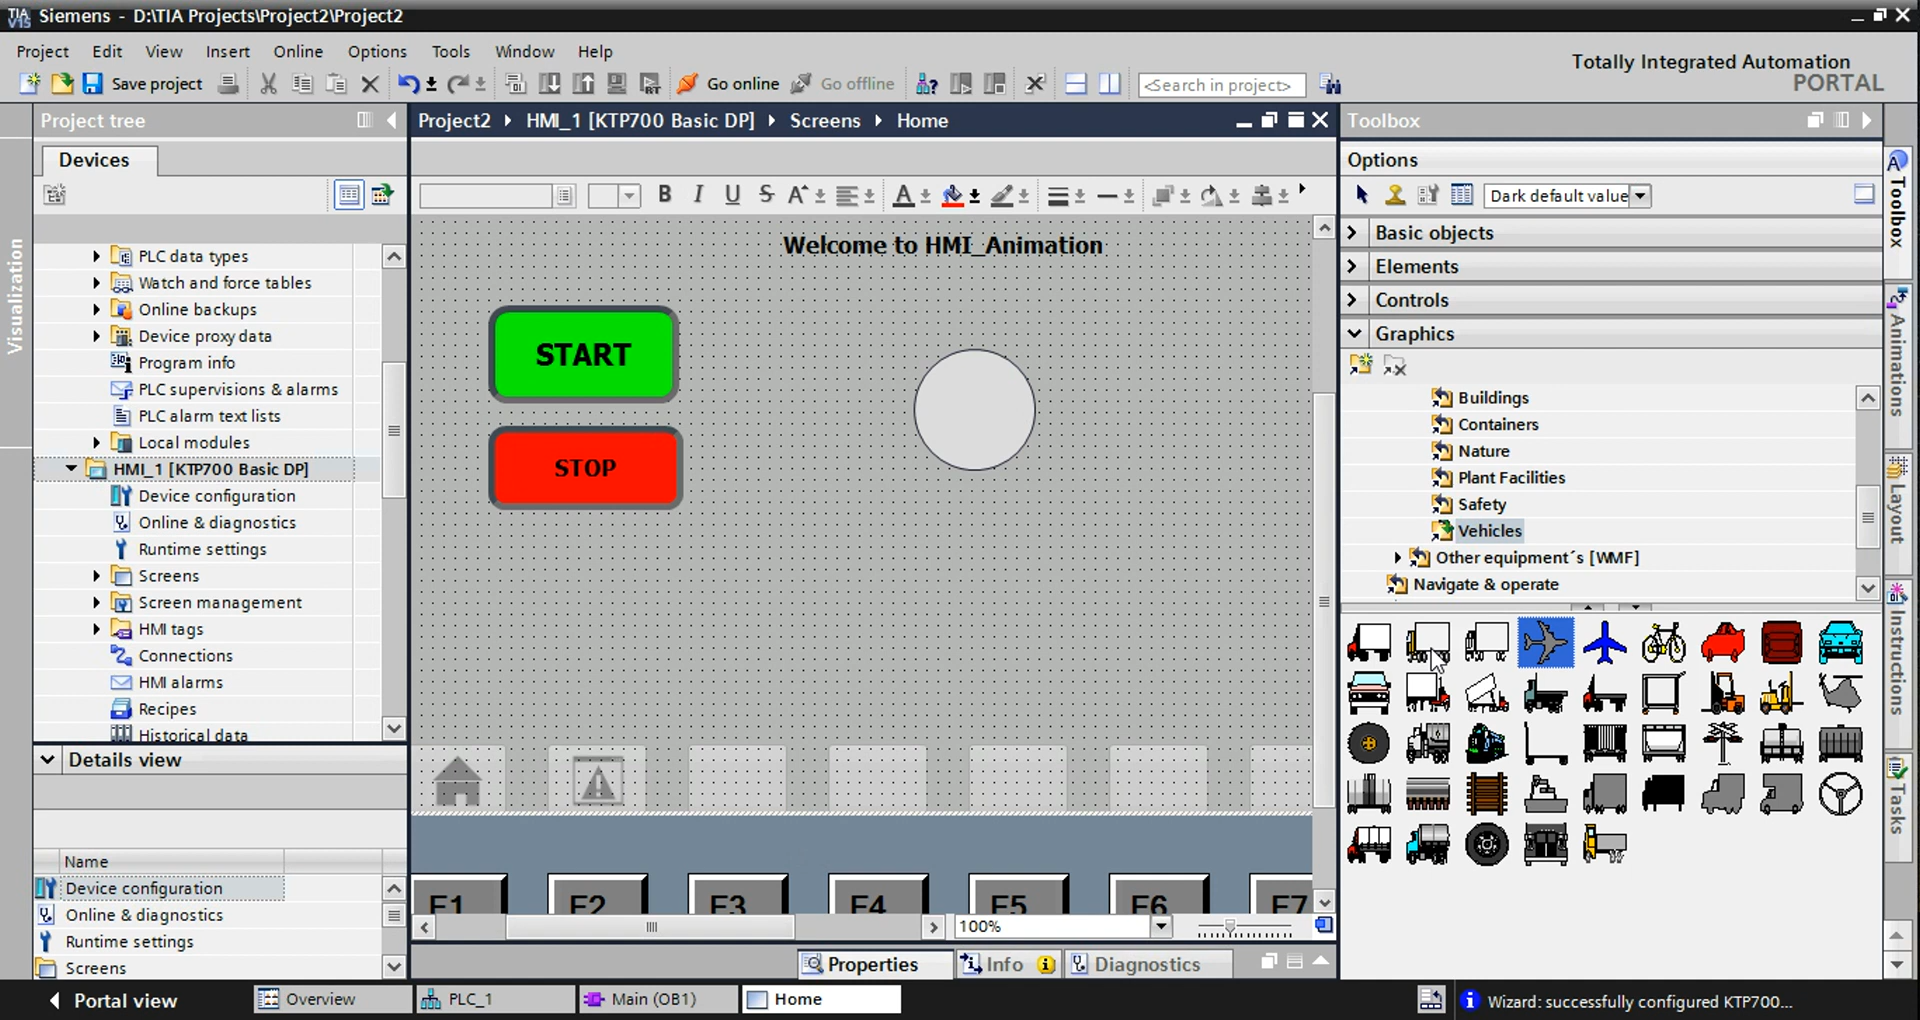 TIA V15 Siemens - D:\TIA Projects\Project2\Project2
Project Edit View Insert Online Options Tools Window Help
Totally Integrated Automation
PORTAL
Save project Go online Go offline <Search in project>
Project tree
Project2 HMI_1 [KTP700 Basic DP] Screens Home
Toolbox
Devices
Options
B I U S A A
Dark default value
Visualization
PLC data types
Watch and force tables
Online backups
Device proxy data
Program info
PLC supervisions & alarms
PLC alarm text lists
Local modules
HMI_1 [KTP700 Basic DP]
Device configuration
Online & diagnostics
Runtime settings
Screens
Screen management
HMI tags
Connections
HMI alarms
Recipes
Historical data
Details view
Name
Device configuration
Online & diagnostics
Runtime settings
Screens
Welcome to HMI_Animation
START
STOP
F1 F2 F3 F4 F5 F6 F7
100%
Properties Info Diagnostics
Basic objects
Elements
Controls
Graphics
Buildings
Containers
Nature
Plant Facilities
Safety
Vehicles
Other equipment´s [WMF]
Navigate & operate
Toolbox
Animations
Layout
Instructions
Tasks
Portal view Overview PLC_1 Main (OB1) Home Wizard: successfully configured KTP700...